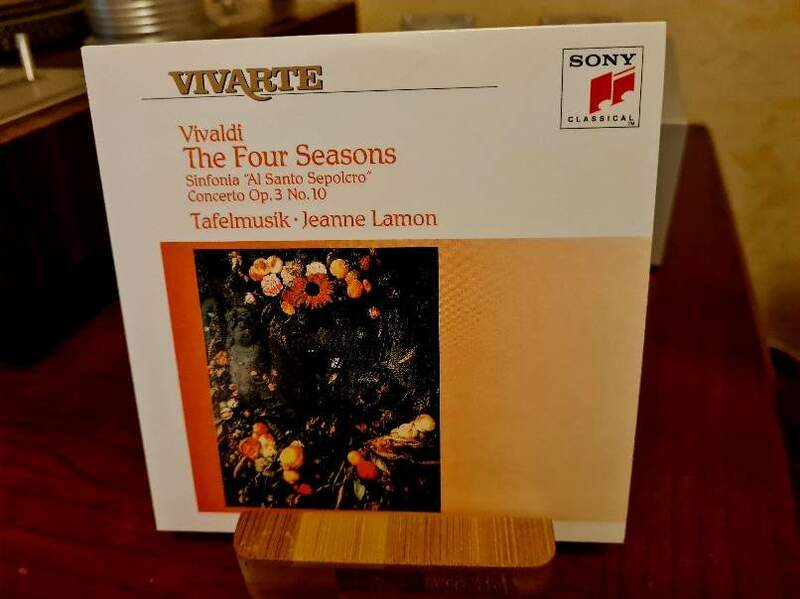 VIVARTE
SONY
CLASSICAL
Vivaldi
The Four Seasons
Sinfonia "Al Santo Sepolcro"
Concerto Op. 3 No. 10
Tafelmusik · Jeanne Lamon